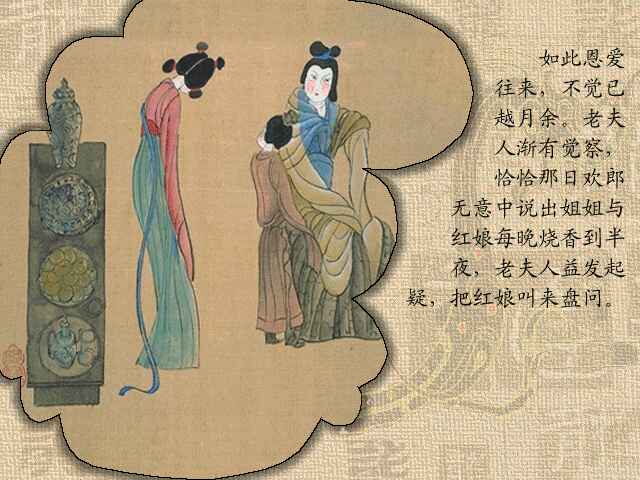 如此恩爱
往来，不觉已
越月余。老夫
人渐有觉察，
恰恰那日欢郎
无意中说出姐姐与
红娘每晚烧香到半
夜，老夫人益发起
疑，把红娘叫来盘问。